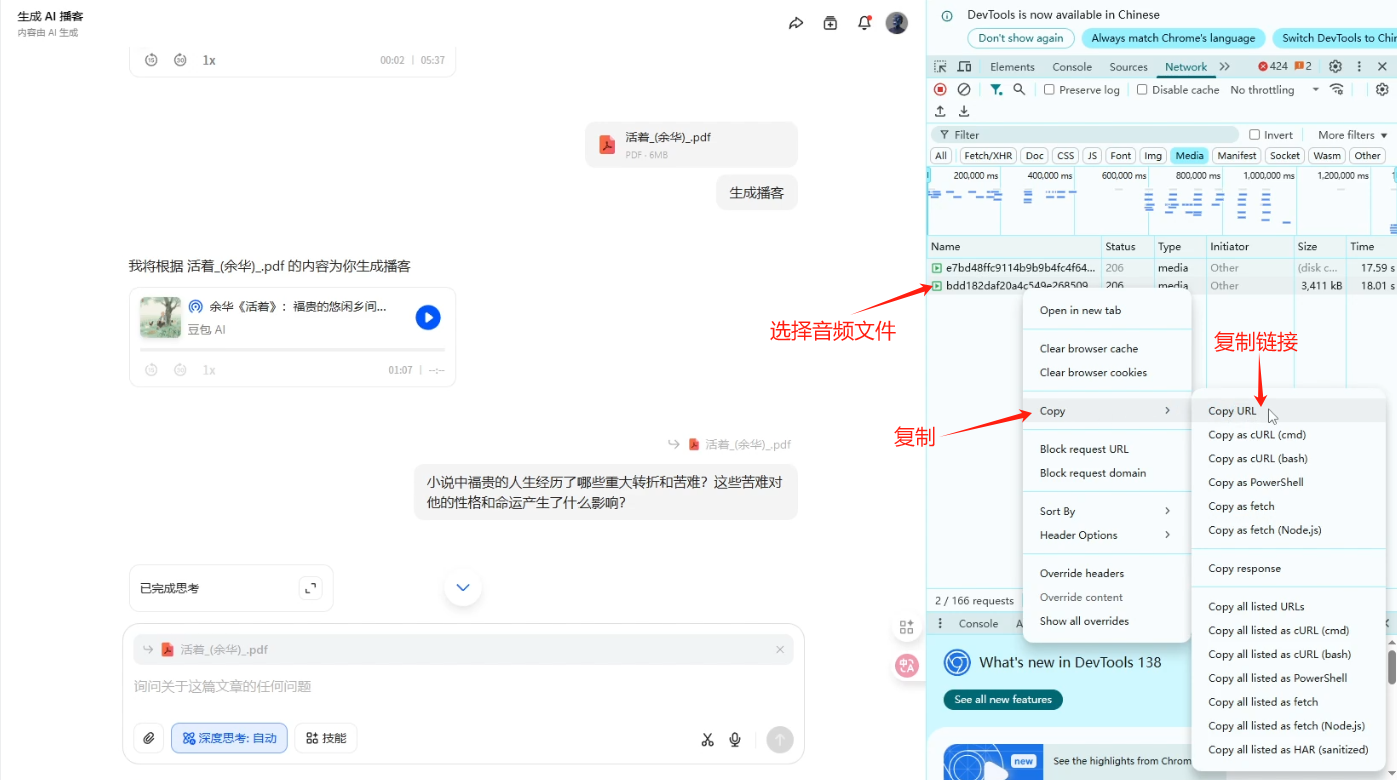 生成 AI 播客
内容由 AI 生成
1x
00:02 | 05:37
活着_(余华)_.pdf
PDF · 6MB
生成播客
我将根据 活着_(余华)_.pdf 的内容为你生成播客
余华《活着》：福贵的悠闲乡间...
豆包 AI
1x
01:07 | --:--
活着_(余华)_.pdf
小说中福贵的人生经历了哪些重大转折和苦难？这些苦难对
他的性格和命运产生了什么影响?
已完成思考
活着_(余华)_.pdf
询问关于这篇文章的任何问题
深度思考: 自动
技能
选择音频文件
复制
复制链接
DevTools is now available in Chinese
Don't show again
Always match Chrome's language
Switch DevTools to Chin
Elements Console Sources Network 424 2
Preserve log Disable cache No throttling
Filter Invert More filters
All Fetch/XHR Doc CSS JS Font Img Media Manifest Socket Wasm Other
200,000 ms 400,000 ms 600,000 ms 800,000 ms 1,000,000 ms 1,200,000 ms
Name Status Type Initiator Size Time
e7bd48ffc9114b9b9b4fc4f64... 206 media Other (disk c... 17.59 s
bdd182daf20a4c549e268509 206 media Other 3,411 kB 18.01 s
Open in new tab
Clear browser cache
Clear browser cookies
Copy
Block request URL
Block request domain
Sort By
Header Options
Override headers
Override content
Show all overrides
Copy URL
Copy as cURL (cmd)
Copy as cURL (bash)
Copy as PowerShell
Copy as fetch
Copy as fetch (Node.js)
Copy response
Copy all listed URLs
Copy all listed as cURL (cmd)
Copy all listed as cURL (bash)
Copy all listed as PowerShell
Copy all listed as fetch
Copy all listed as fetch (Node.js)
Copy all listed as HAR (sanitized)
2 / 166 requests
Console A
What's new in DevTools 138
See all new features
new
See the highlights from Chrom